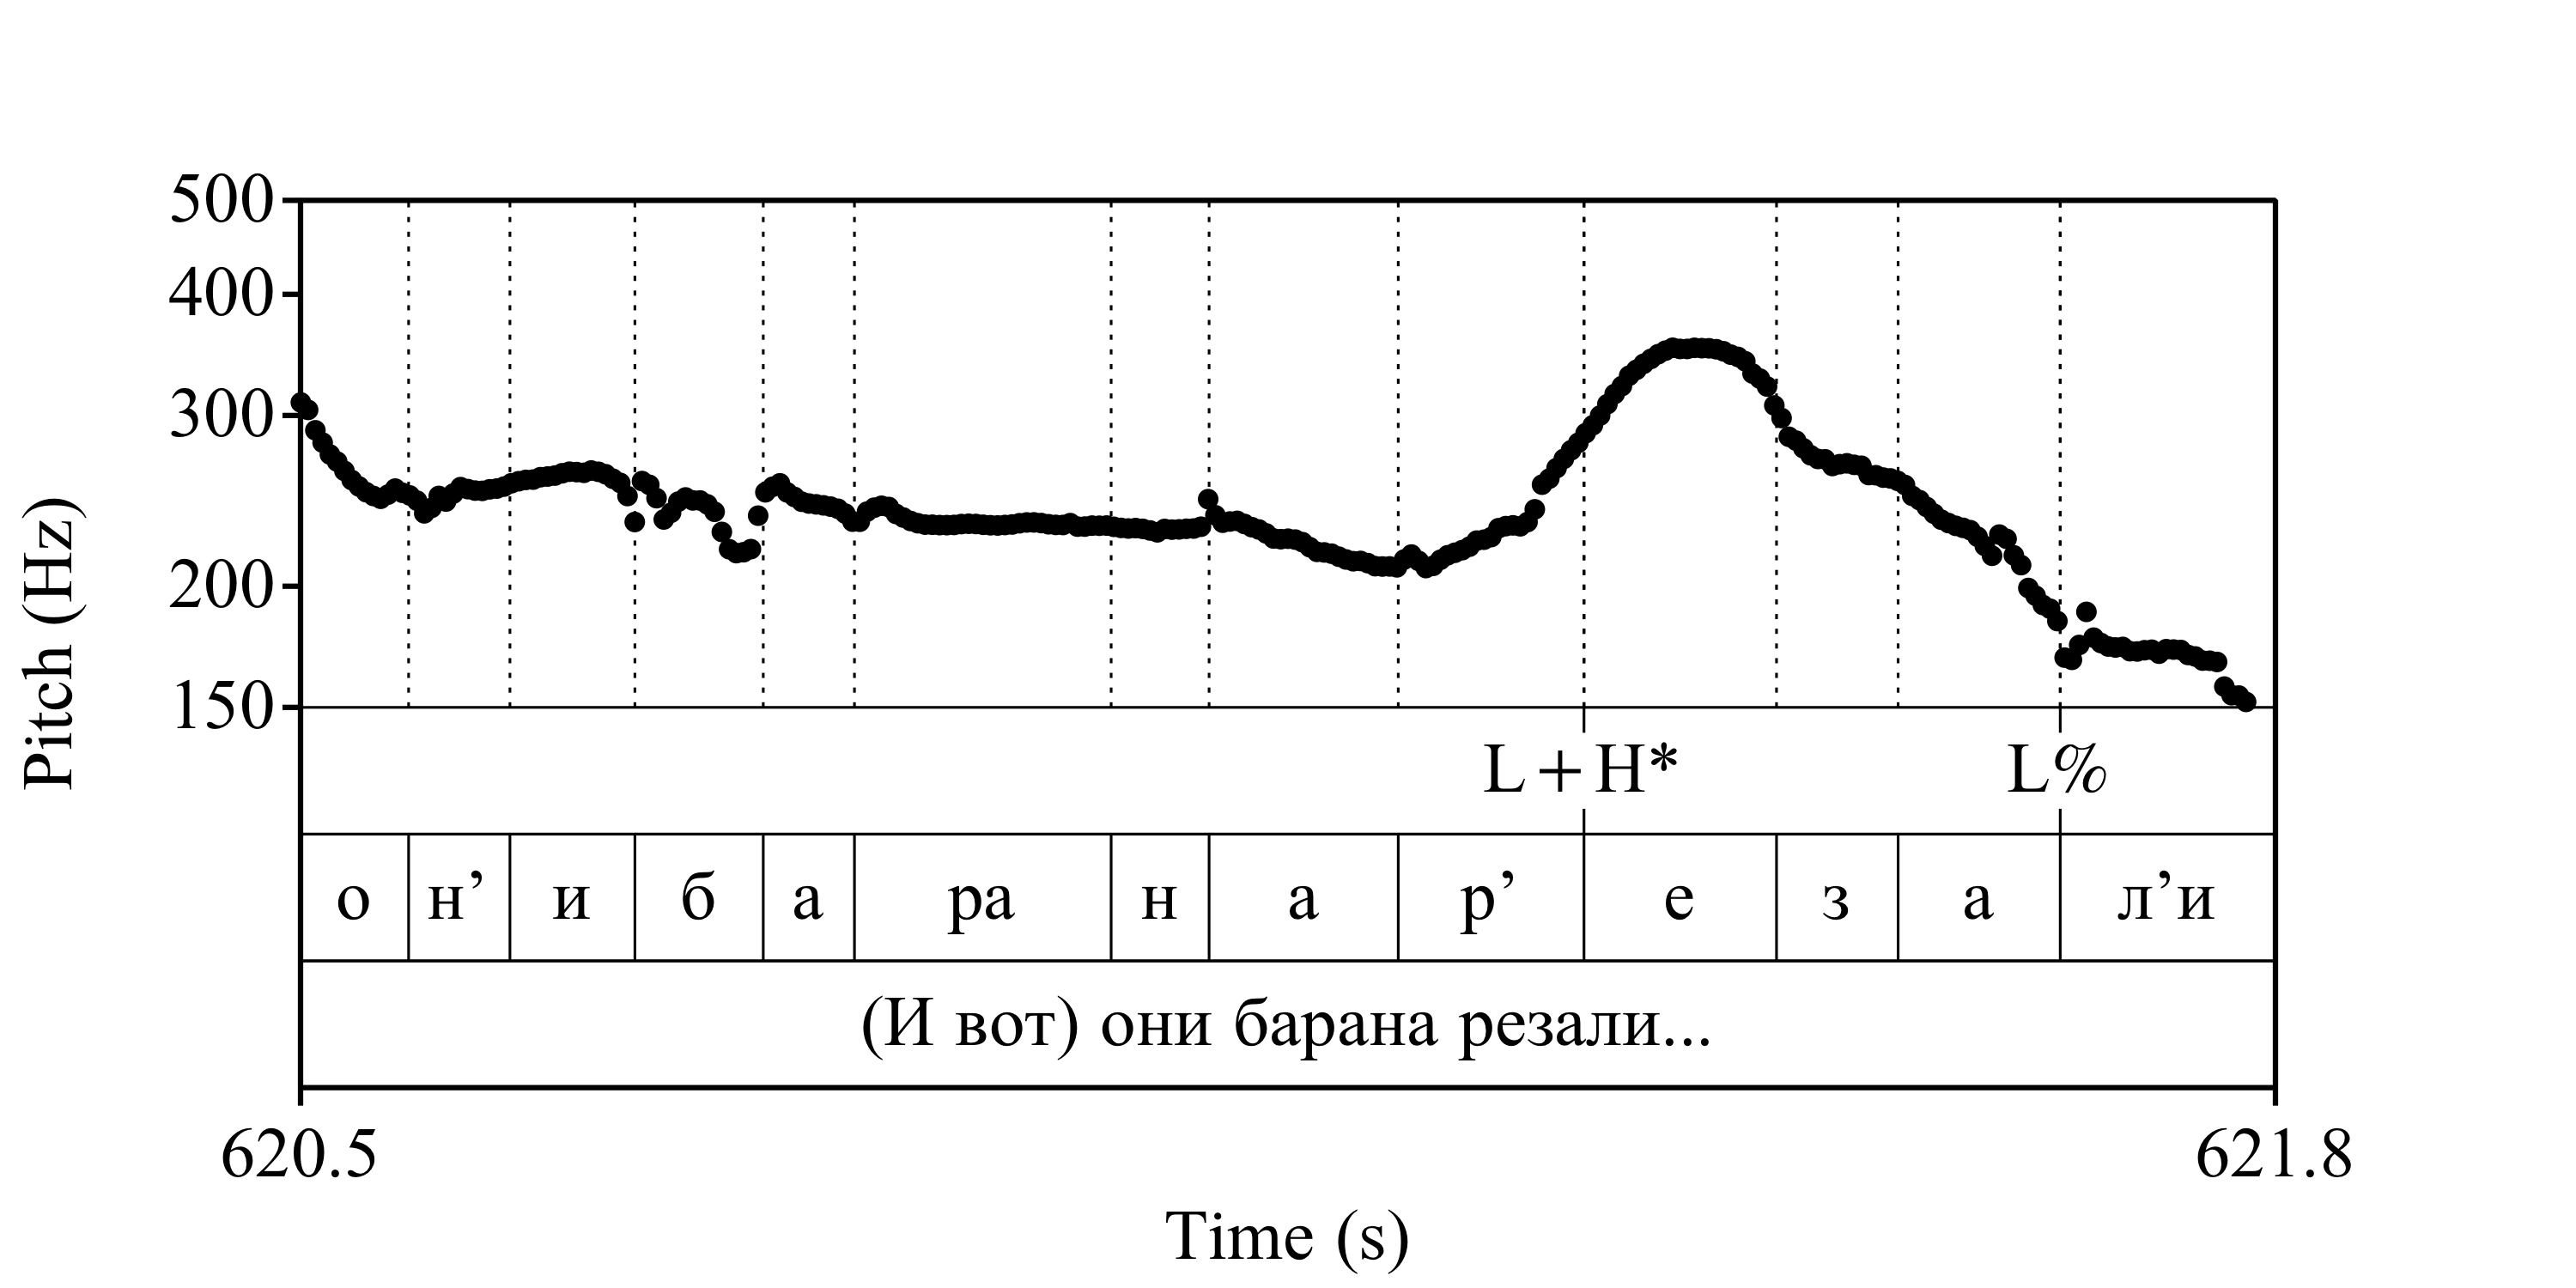 500
400
300
200
150
Pitch (Hz)
L+H* L%
о н’ и б а ра н а р’ е з а л’и
(И вот) они барана резали...
620.5 621.8
Time (s)